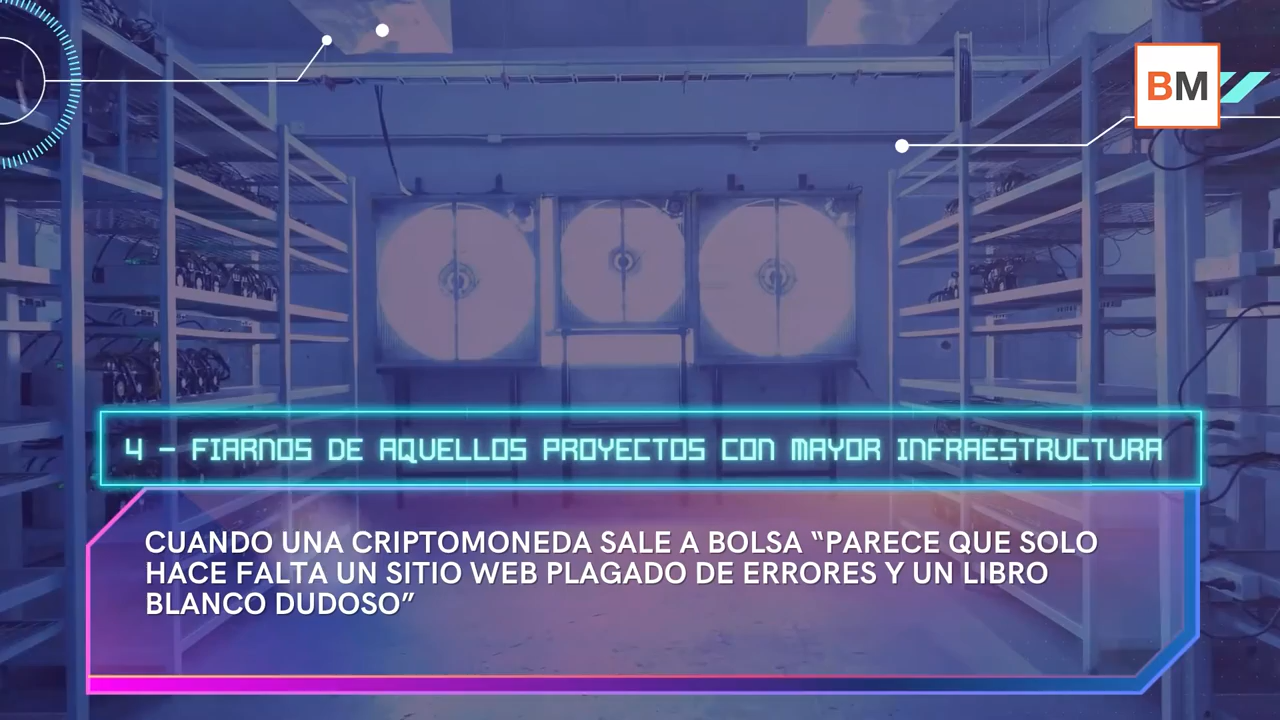 BM
4 - FIARNOS DE AQUELLOS PROYECTOS CON MAYOR INFRAESTRUCTURA
CUANDO UNA CRIPTOMONEDA SALE A BOLSA “PARECE QUE SOLO
HACE FALTA UN SITIO WEB PLAGADO DE ERRORES Y UN LIBRO
BLANCO DUDOSO”